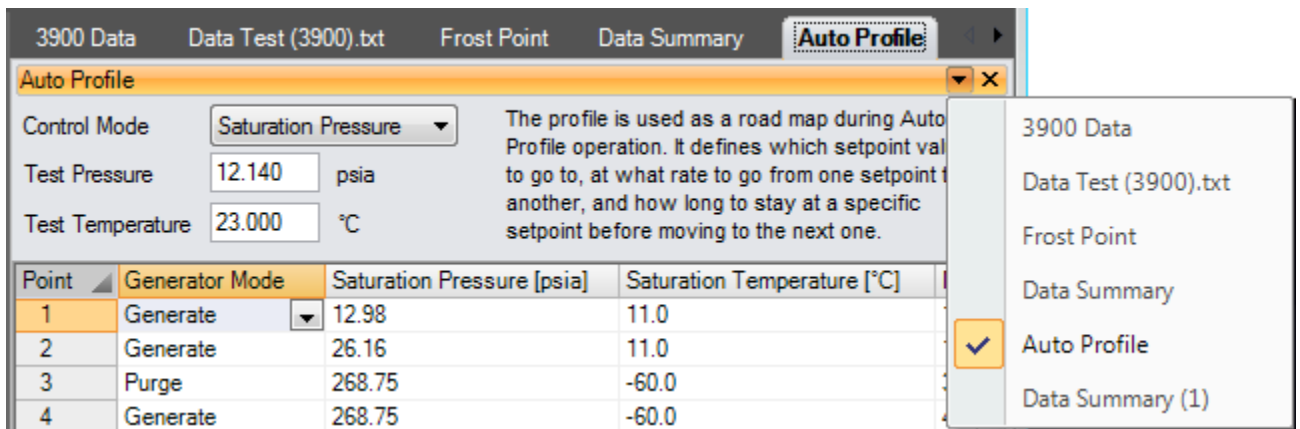 3900 Data Data Test (3900).txt Frost Point Data Summary Auto Profile
Auto Profile
Control Mode Saturation Pressure
Test Pressure 12.140 psia
Test Temperature 23.000 °C
The profile is used as a road map during Auto
Profile operation. It defines which setpoint
to go to, at what rate to go from one setpoint
another, and how long to stay at a specific
setpoint before moving to the next one.
Point Generator Mode Saturation Pressure [psia] Saturation Temperature [°C]
1 Generate 12.98 11.0
2 Generate 26.16 11.0
3 Purge 268.75 -60.0
4 Generate 268.75 -60.0
3900 Data
Data Test (3900).txt
Frost Point
Data Summary
Auto Profile
Data Summary (1)